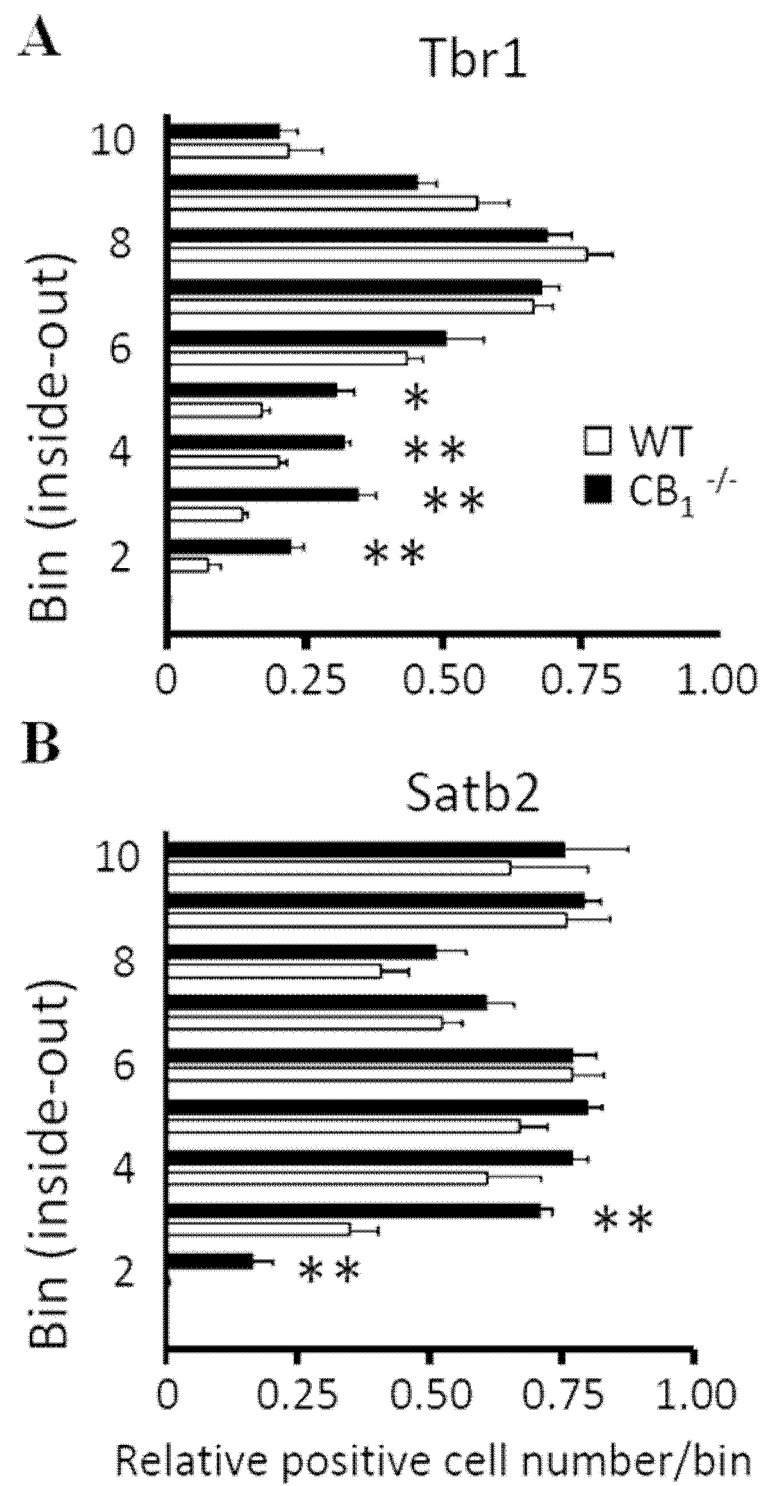 A
Tbr1
10
8
6
4
2
Bin (inside-out)
*
**
**
**
WT
CB1 -/-
0 0.25 0.50 0.75 1.00
B
Satb2
10
8
6
4
2
Bin (inside-out)
**
**
0 0.25 0.50 0.75 1.00
Relative positive cell number/bin